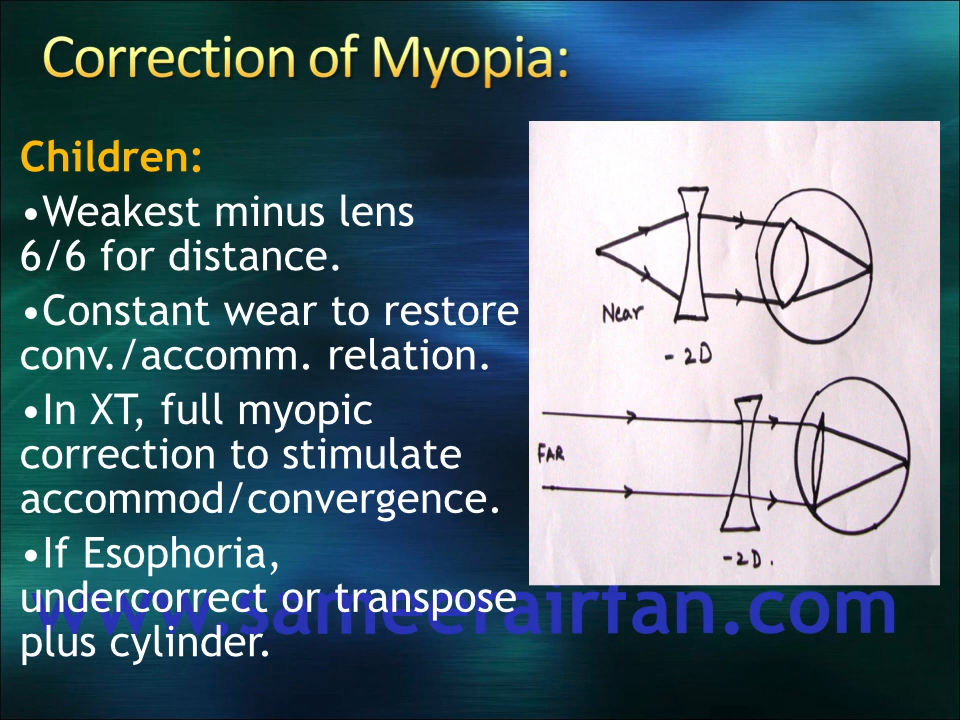 Correction of Myopia:
Children:
•Weakest minus lens
6/6 for distance.
•Constant wear to restore
conv./accomm. relation.
•In XT, full myopic
correction to stimulate
accommod/convergence.
•If Esophoria,
undercorrect or transpose
plus cylinder.
Near
- 2D
FAR
-2D.
www.sameerairfan.com